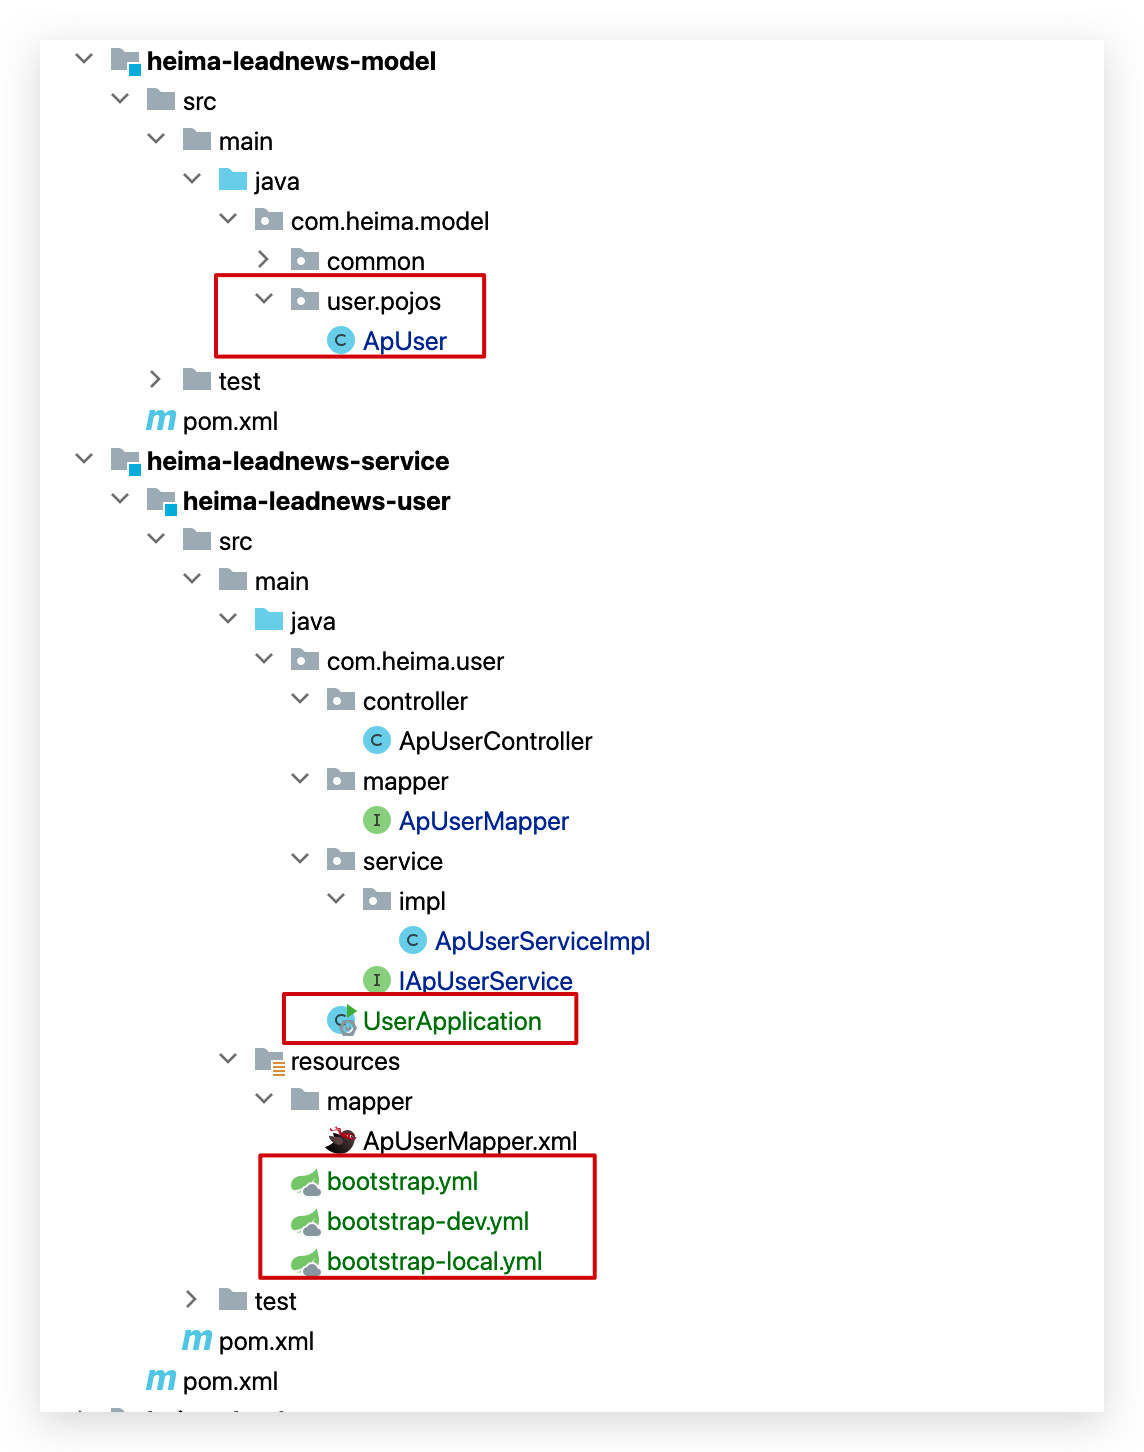 heima-leadnews-model
src
main
java
com.heima.model
common
user.pojos
C ApUser
test
m pom.xml
heima-leadnews-service
heima-leadnews-user
src
main
java
com.heima.user
controller
C ApUserController
mapper
I ApUserMapper
service
impl
C ApUserServiceImpl
I IApUserService
C UserApplication
resources
mapper
ApUserMapper.xml
bootstrap.yml
bootstrap-dev.yml
bootstrap-local.yml
test
m pom.xml
m pom.xml